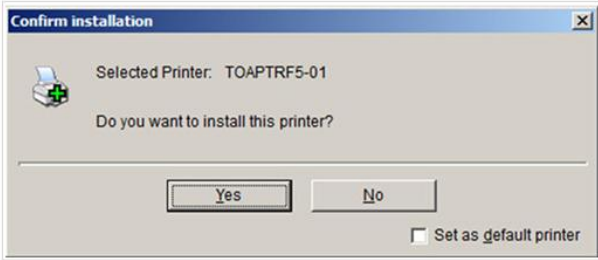 Confirm installation
Selected Printer: TOAPTRF5-01
Do you want to install this printer?
Yes No
Set as default printer